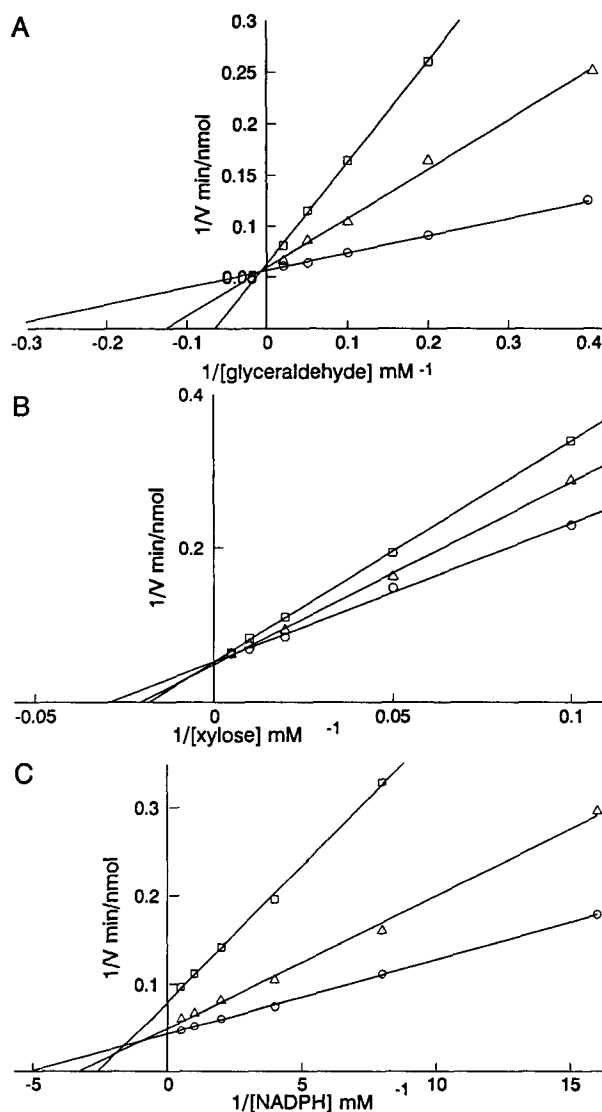 A
0.3
0.25
0.2
0.15
0.1
0.0
1/V min/nmol
-0.3 -0.2 -0.1 0 0.1 0.2 0.3 0.4
1/[glyceraldehyde] mM -1
B
0.4
0.2
1/V min/nmol
-0.05 0 0.05 0.1
1/[xylose] mM -1
C
0.3
0.2
0.1
1/V min/nmol
-5 0 5 10 15
1/[NADPH] mM -1